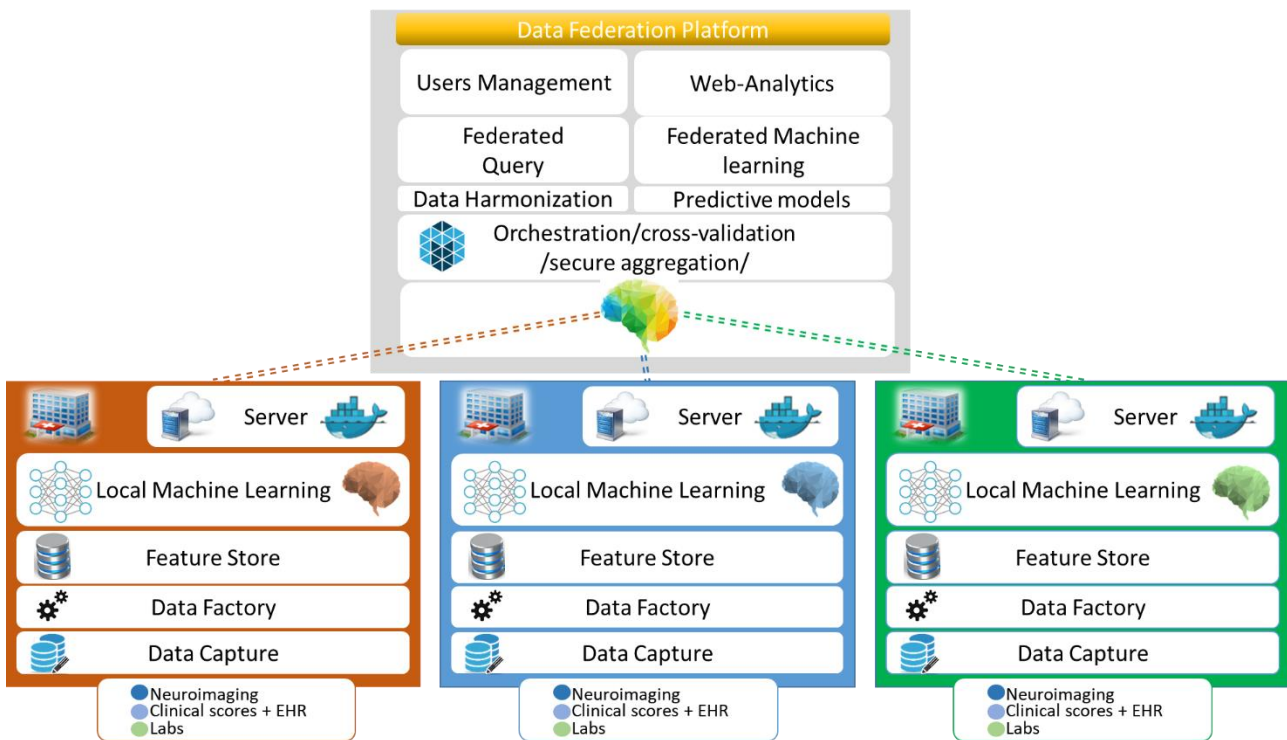 Data Federation Platform
Users Management
Web-Analytics
Federated
Query
Federated Machine
learning
Data Harmonization
Predictive models
Orchestration/cross-validation
/secure aggregation/
Server
Local Machine Learning
Feature Store
Data Factory
Data Capture
Neuroimaging
Clinical scores + EHR
Labs
Server
Local Machine Learning
Feature Store
Data Factory
Data Capture
Neuroimaging
Clinical scores + EHR
Labs
Server
Local Machine Learning
Feature Store
Data Factory
Data Capture
Neuroimaging
Clinical scores + EHR
Labs